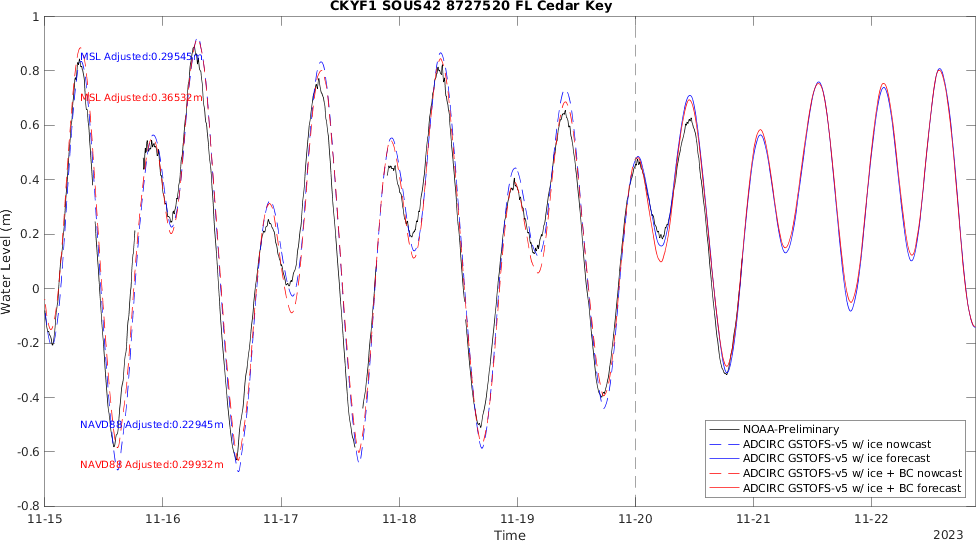 CKYF1 SOUS42 8727520 FL Cedar Key
1
0.8
0.6
0.4
0.2
0
-0.2
-0.4
-0.6
-0.8
Water Level (m)
MSL Adjusted:0.29545m
MSL Adjusted:0.36532m
NAVD88 Adjusted:0.22945m
NAVD88 Adjusted:0.29932m
NOAA-Preliminary
ADCIRC GSTOFS-v5 w/ ice nowcast
ADCIRC GSTOFS-v5 w/ ice forecast
ADCIRC GSTOFS-v5 w/ ice + BC nowcast
ADCIRC GSTOFS-v5 w/ ice + BC forecast
11-15 11-16 11-17 11-18 11-19 11-20 11-21 11-22
Time
2023